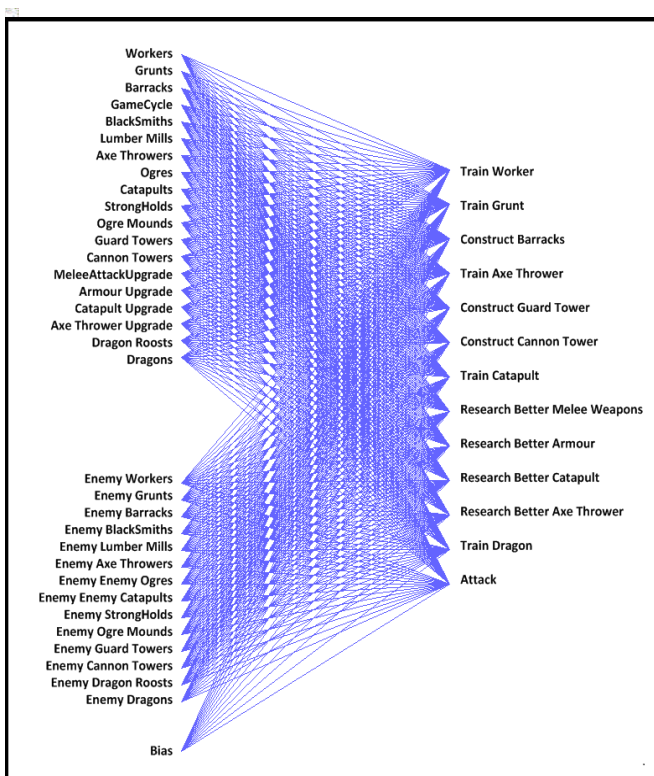 Workers
Grunts
Barracks
GameCycle
BlackSmiths
Lumber Mills
Axe Throwers
Ogres
Catapults
StrongHolds
Ogre Mounds
Guard Towers
Cannon Towers
MeleeAttackUpgrade
Armour Upgrade
Catapult Upgrade
Axe Thrower Upgrade
Dragon Roosts
Dragons
Enemy Workers
Enemy Grunts
Enemy Barracks
Enemy BlackSmiths
Enemy Lumber Mills
Enemy Axe Throwers
Enemy Enemy Ogres
Enemy Enemy Catapults
Enemy StrongHolds
Enemy Ogre Mounds
Enemy Guard Towers
Enemy Cannon Towers
Enemy Dragon Roosts
Enemy Dragons
Bias
Train Worker
Train Grunt
Construct Barracks
Train Axe Thrower
Construct Guard Tower
Construct Cannon Tower
Train Catapult
Research Better Melee Weapons
Research Better Armour
Research Better Catapult
Research Better Axe Thrower
Train Dragon
Attack